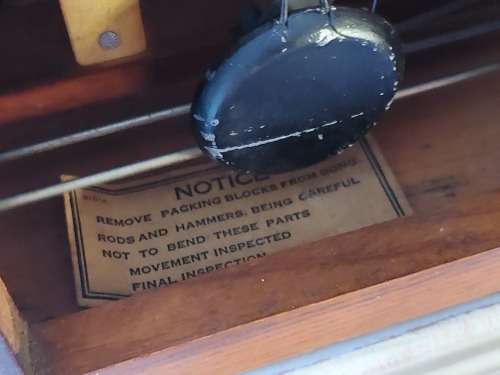 NOTICE
REMOVE PACKING BLOCKS FROM GONG
RODS AND HAMMERS, BEING CAREFUL
NOT TO BEND THESE PARTS
MOVEMENT INSPECTED
FINAL INSPECTION